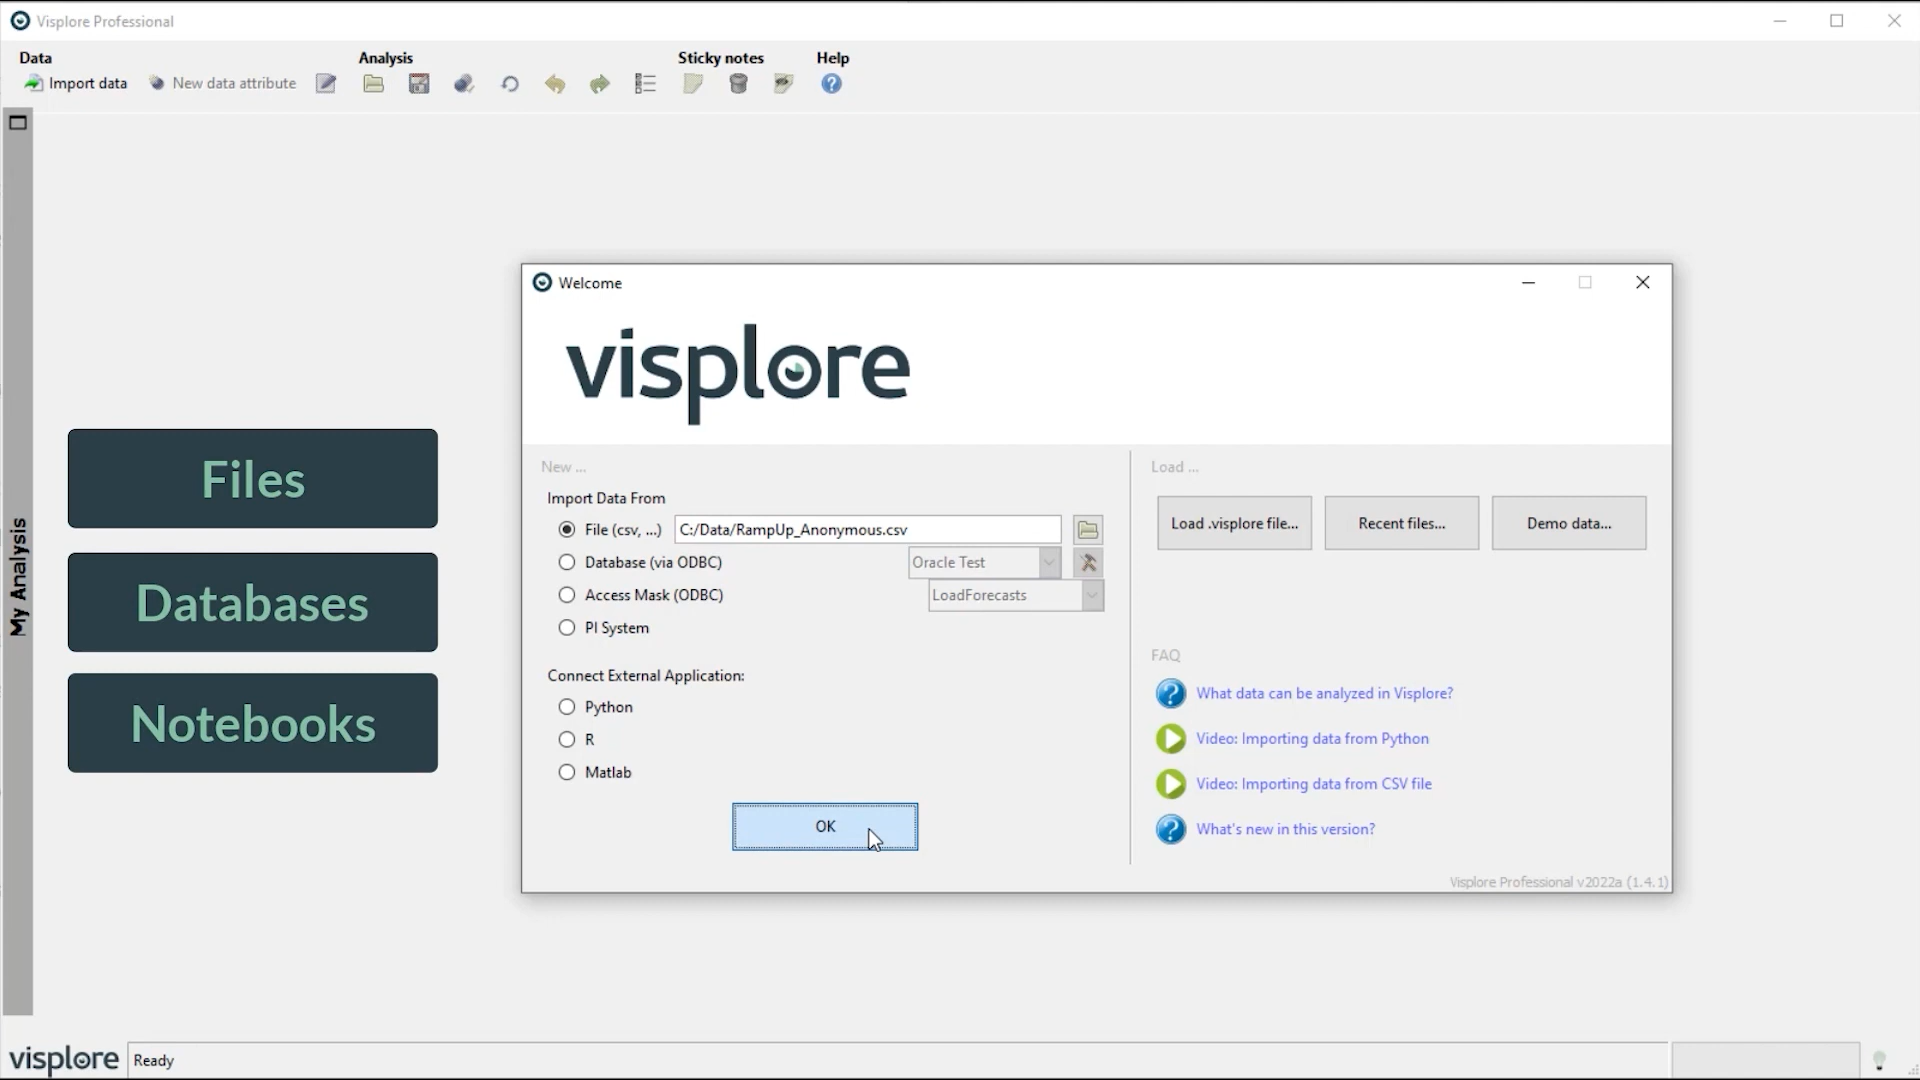 Visplore Professional
Data
Analysis
Sticky notes
Help
Import data
New data attribute
My Analysis
Files
Databases
Notebooks
Welcome
visplore
New ...
Import Data From
File (csv, ...) C:/Data/RampUp_Anonymous.csv
Database (via ODBC) Oracle Test
Access Mask (ODBC) LoadForecasts
PI System
Connect External Application:
Python
R
Matlab
OK
Load ...
Load .visplore file...
Recent files...
Demo data...
FAQ
What data can be analyzed in Visplore?
Video: Importing data from Python
Video: Importing data from CSV file
What's new in this version?
Visplore Professional v2022a (1.4.1)
visplore
Ready